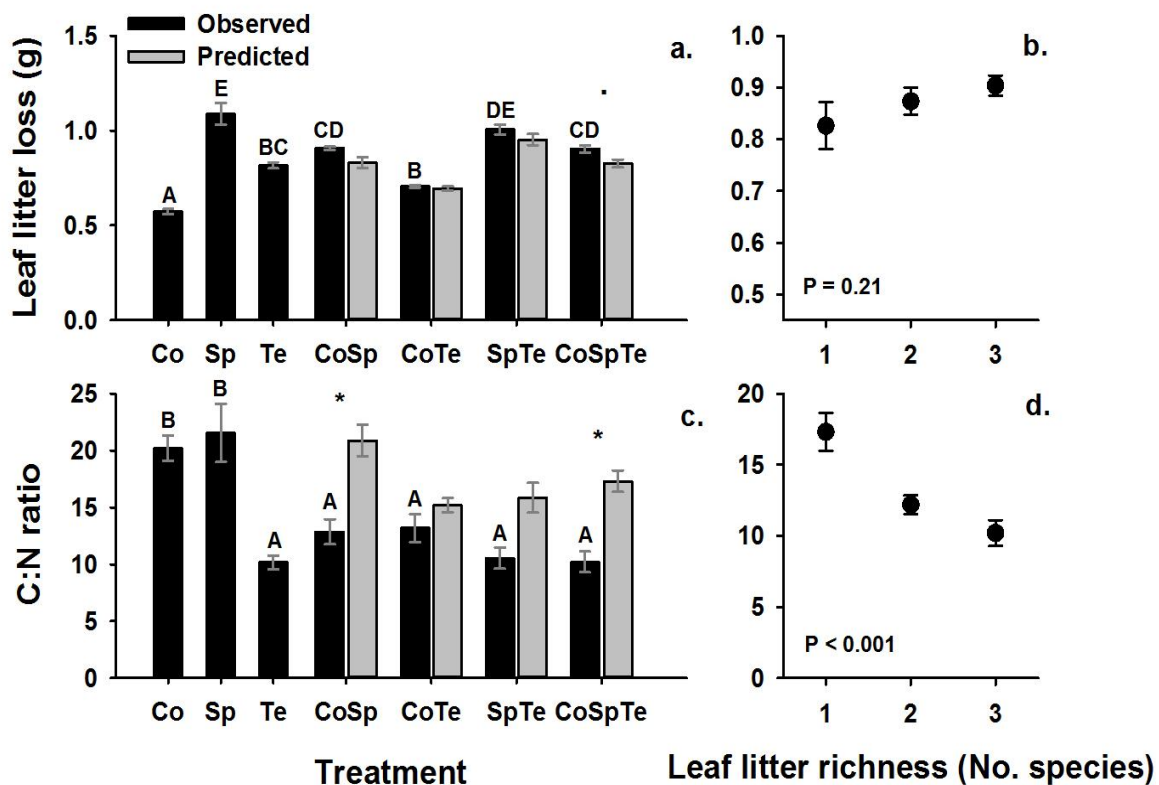 Observed
Predicted
Leaf litter loss (g)
1.5
1.0
0.5
0.0
a.
A
E
BC
CD
B
DE
CD
.
Co Sp Te CoSp CoTe SpTe CoSpTe
b.
1.0
0.9
0.8
0.7
0.6
0.5
P = 0.21
1 2 3
C:N ratio
25
20
15
10
5
0
c.
B
B
A
*
A
A
A
*
A
Co Sp Te CoSp CoTe SpTe CoSpTe
Treatment
d.
20
15
10
5
0
P < 0.001
1 2 3
Leaf litter richness (No. species)